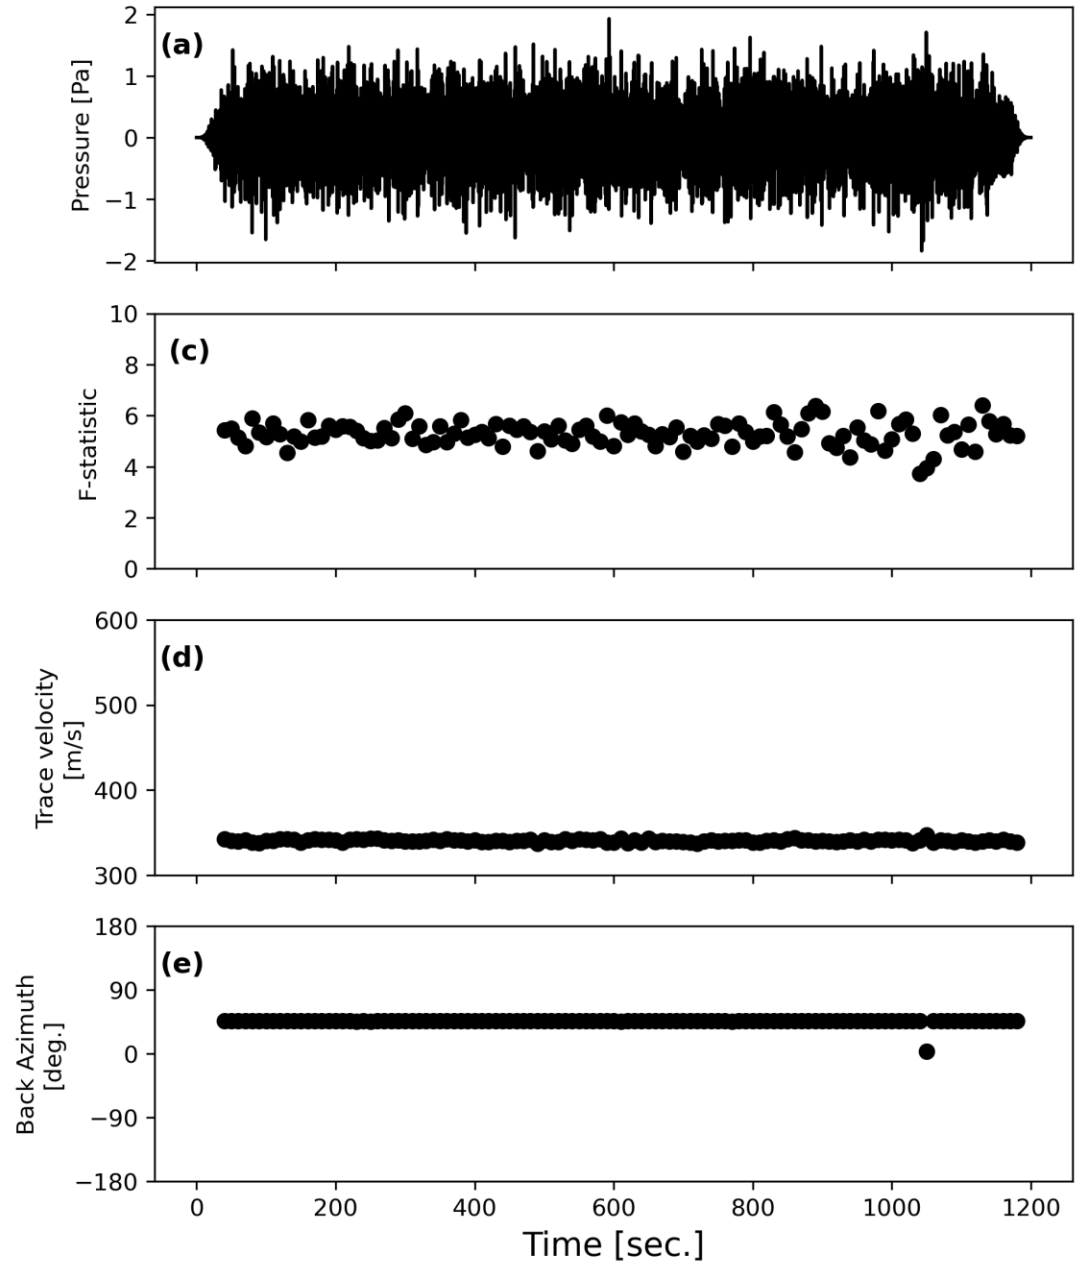 (a)
Pressure [Pa]
2
1
0
−1
−2
(c)
F-statistic
10
8
6
4
2
0
(d)
Trace velocity
[m/s]
600
500
400
300
(e)
Back Azimuth
[deg.]
180
90
0
−90
−180
0 200 400 600 800 1000 1200
Time [sec.]